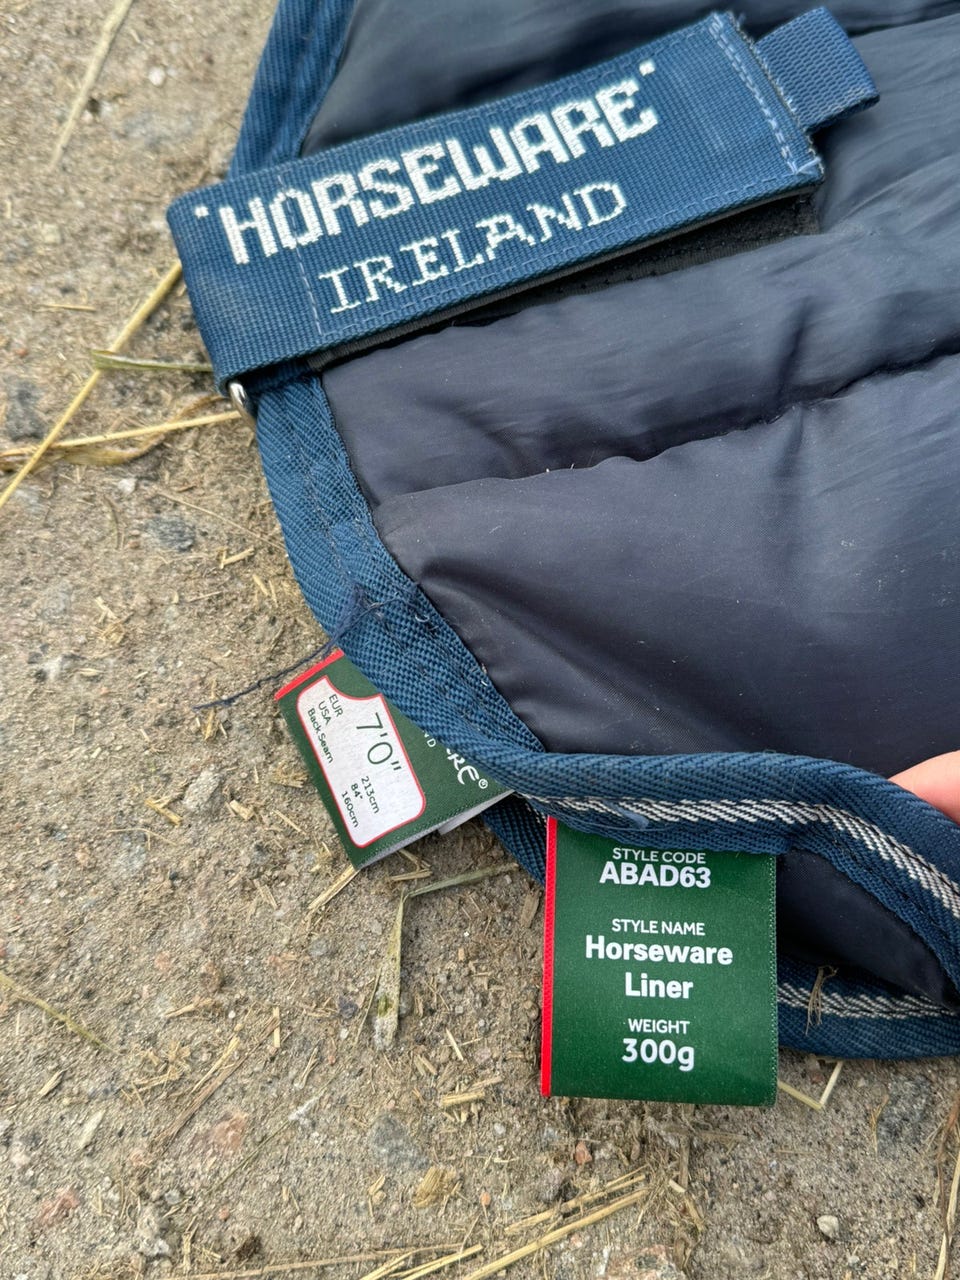 "HORSEWARE"
IRELAND
EUR
7'0"
213cm
USA
84"
Back Seam
160cm
STYLE CODE
ABAD63
STYLE NAME
Horseware
Liner
WEIGHT
300g